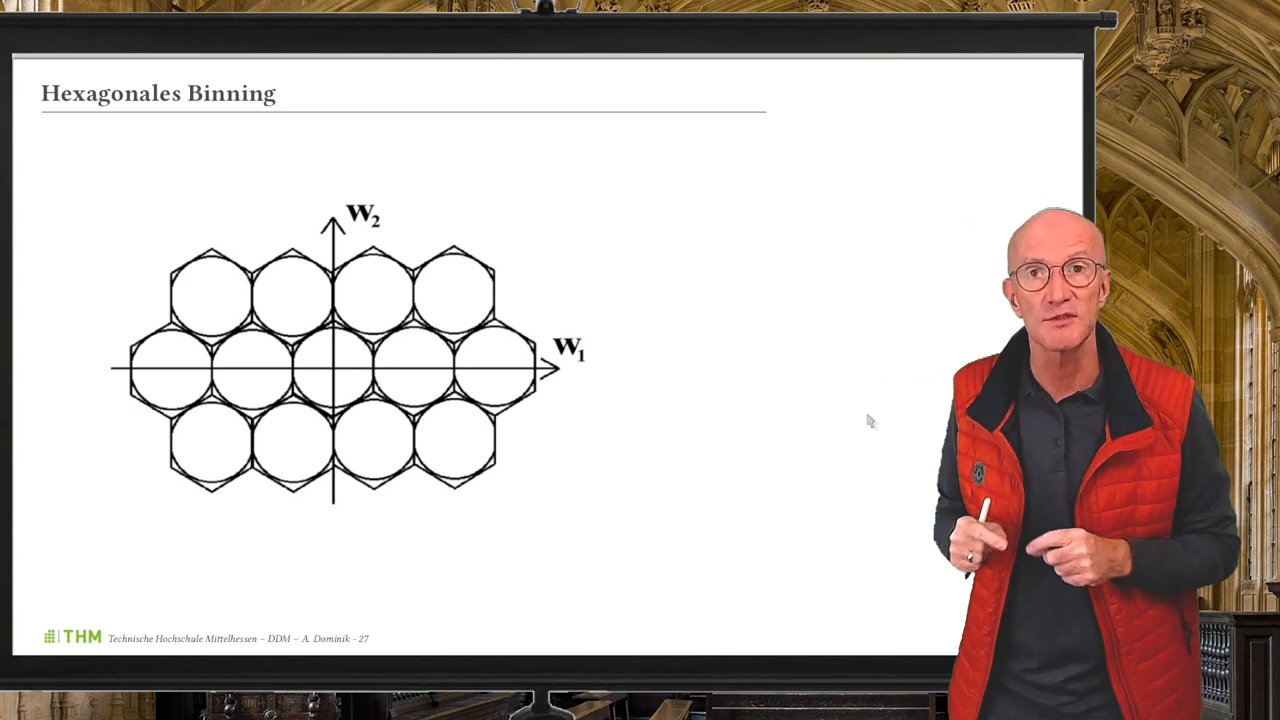 Hexagonales Binning
W₂
W₁
THM Technische Hochschule Mittelhessen – DDM – A. Dominik - 27